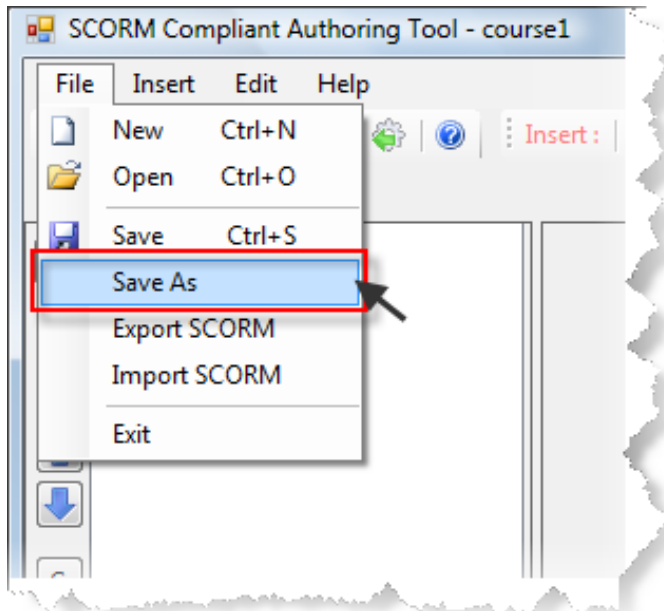 SCORM Compliant Authoring Tool - course1
File Insert Edit Help
Insert :
New Ctrl+N
Open Ctrl+O
Save Ctrl+S
Save As
Export SCORM
Import SCORM
Exit